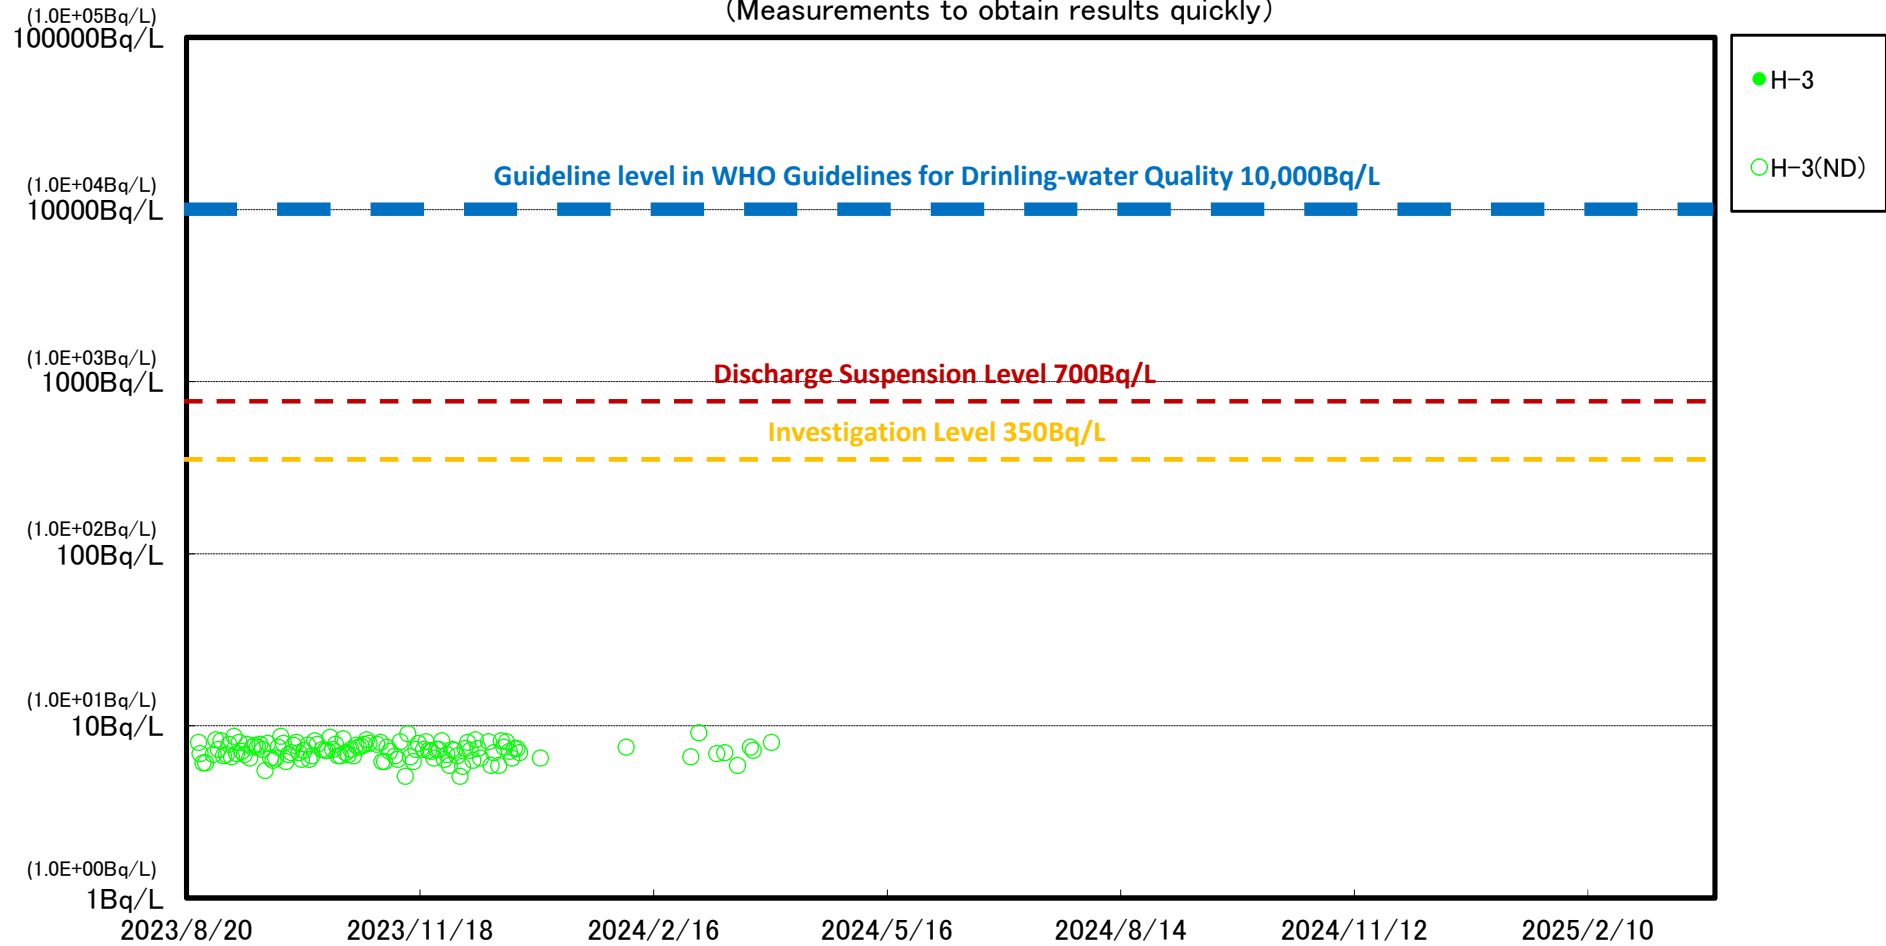 (Measurements to obtain results quickly)
(1.0E+05Bq/L)
100000Bq/L
H-3
H-3(ND)
Guideline level in WHO Guidelines for Drinling-water Quality 10,000Bq/L
(1.0E+04Bq/L)
10000Bq/L
(1.0E+03Bq/L)
1000Bq/L
Discharge Suspension Level 700Bq/L
Investigation Level 350Bq/L
(1.0E+02Bq/L)
100Bq/L
(1.0E+01Bq/L)
10Bq/L
(1.0E+00Bq/L)
1Bq/L
2023/8/20 2023/11/18 2024/2/16 2024/5/16 2024/8/14 2024/11/12 2025/2/10